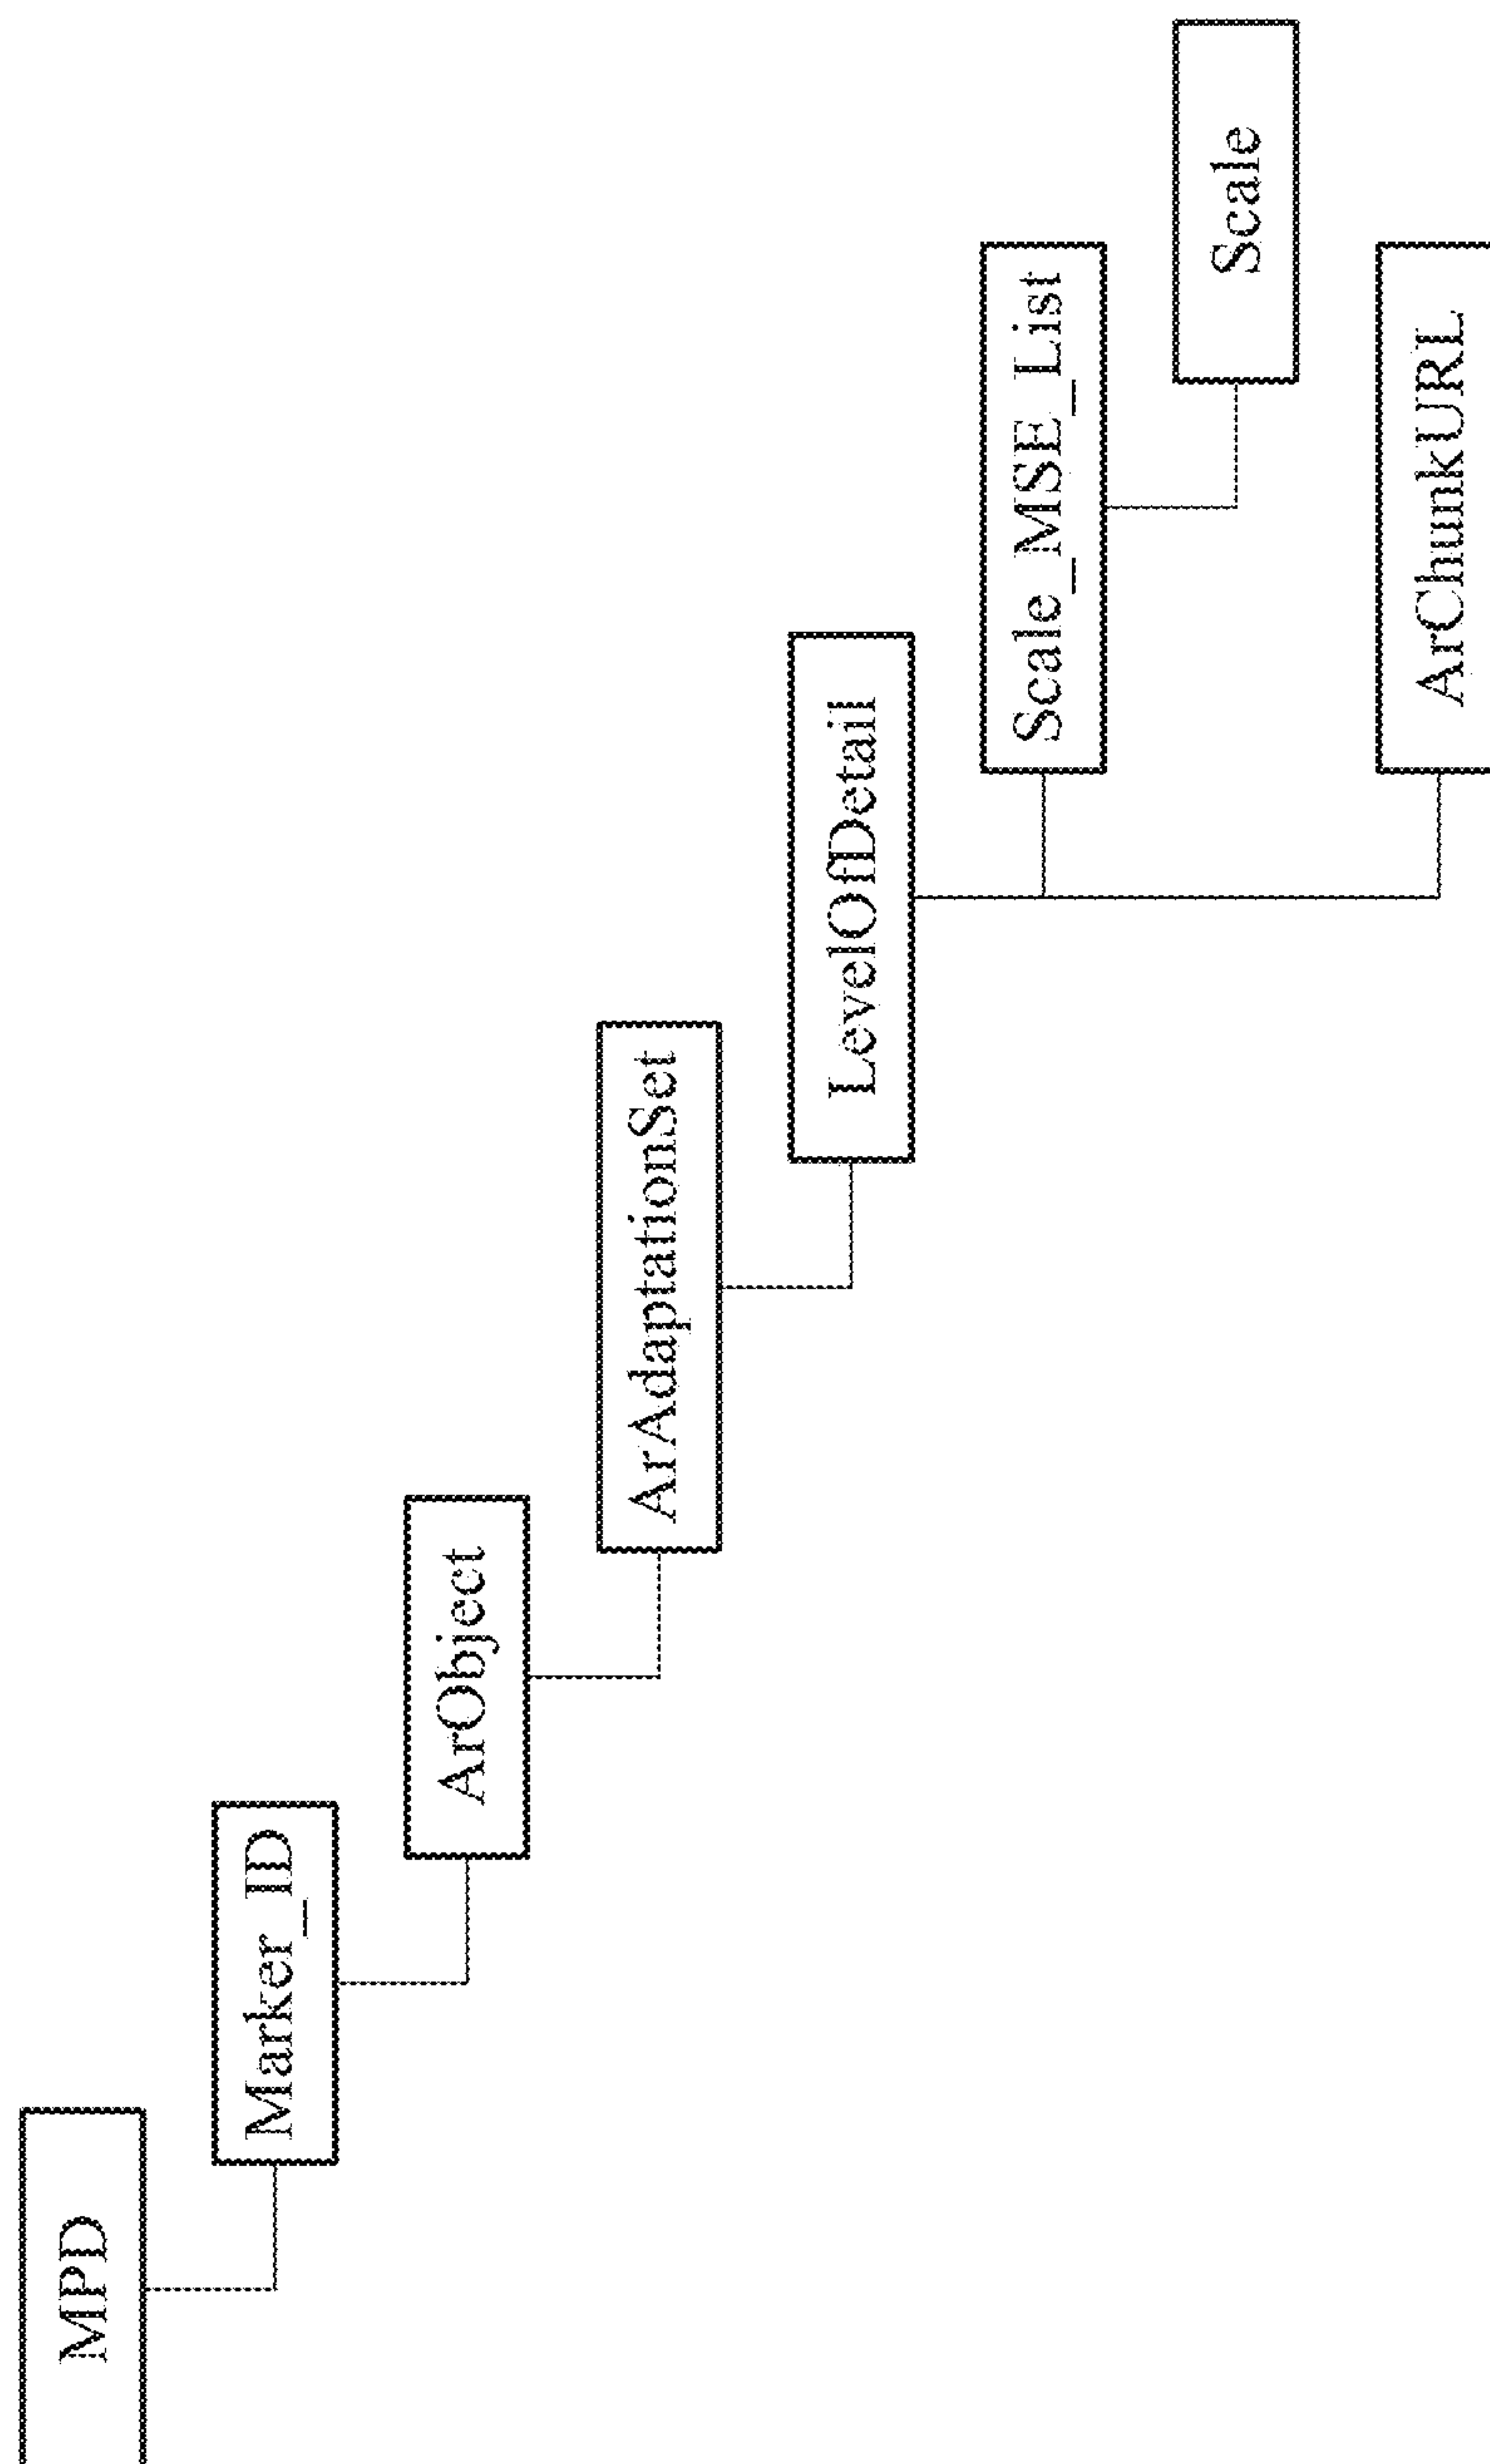 MPD
Marker_ID
ArObject
ArAdaptationSet
LevelOfDetail
Scale_MSE_List
Scale
ArChunkURL